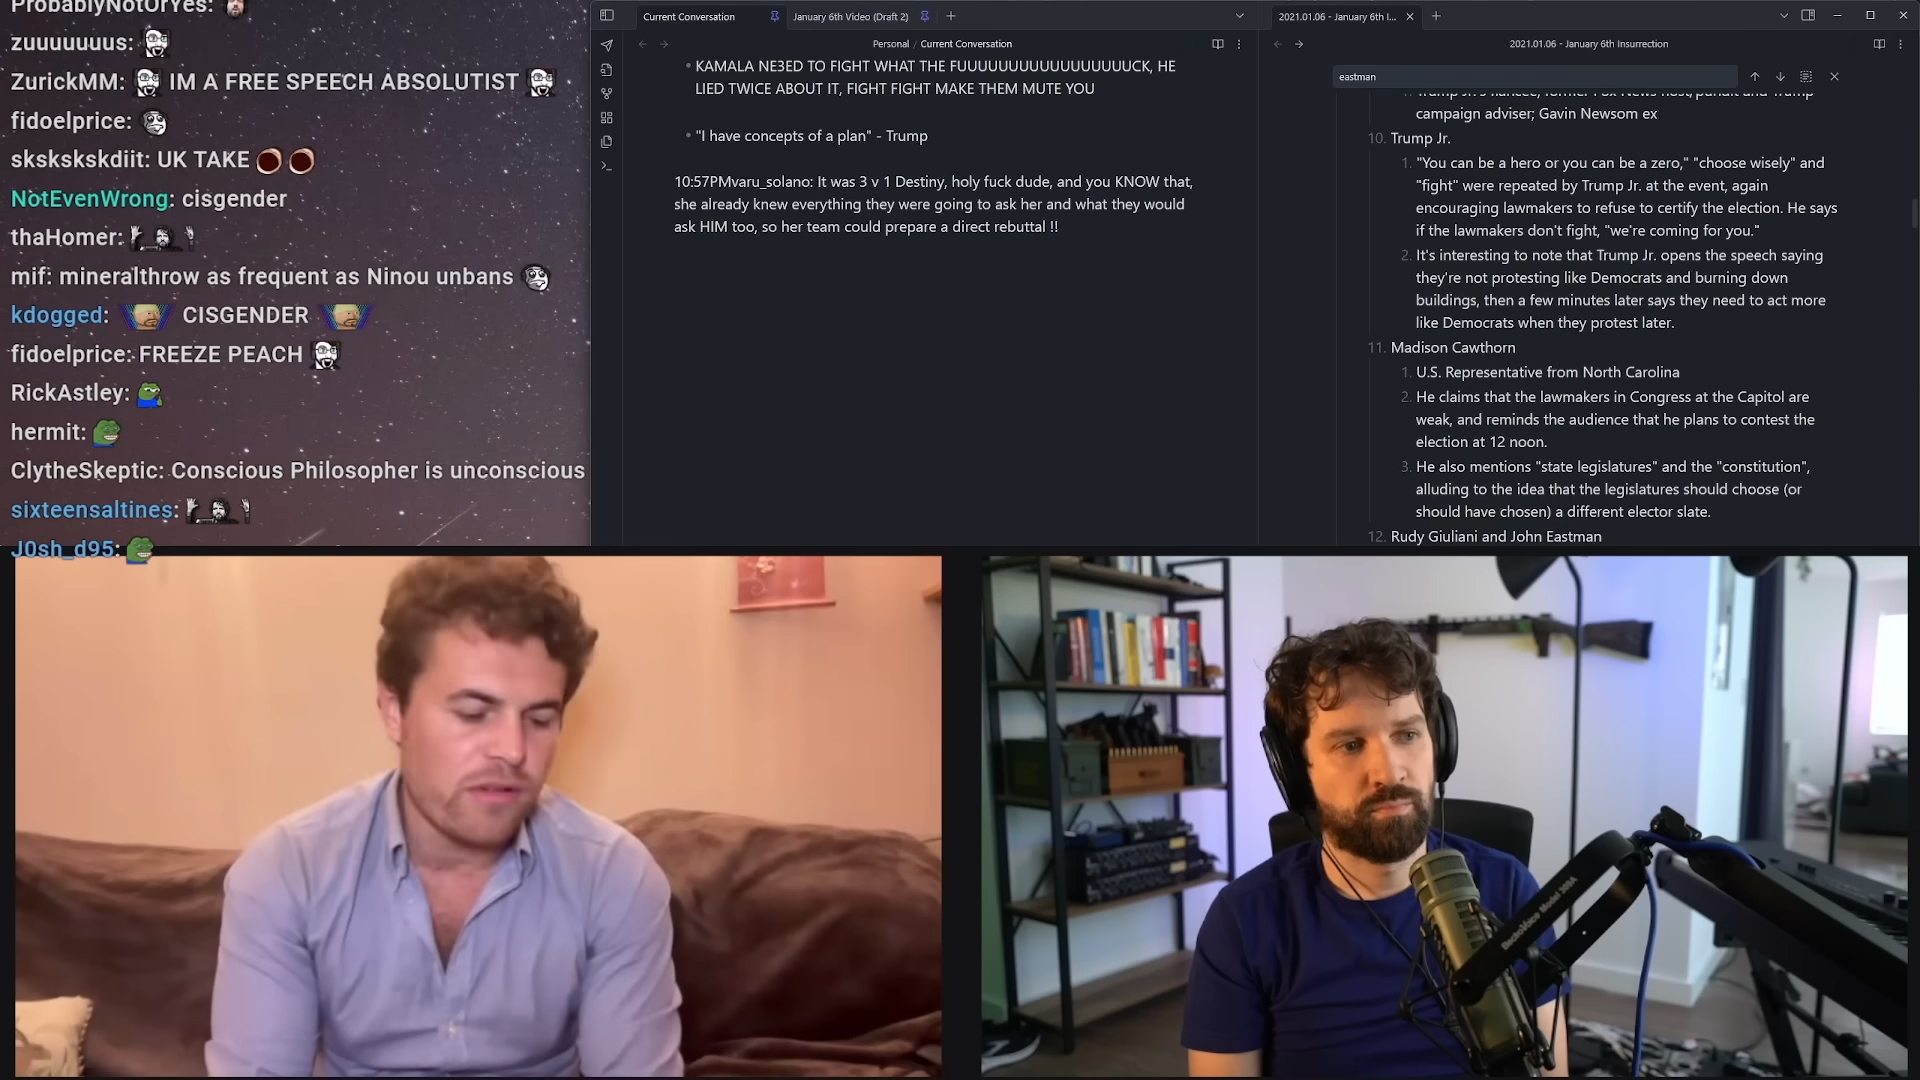 ProbablyNotOrYes:
zuuuuuuus:
ZurickMM: IM A FREE SPEECH ABSOLUTIST
fidoelprice:
skskskskdiit: UK TAKE
NotEvenWrong: cisgender
thaHomer:
mif: mineralthrow as frequent as Ninou unbans
kdogged: CISGENDER
fidoelprice: FREEZE PEACH
RickAstley:
hermit:
ClytheSkeptic: Conscious Philosopher is unconscious
sixteensaltines:
J0sh_d95:
Current Conversation
January 6th Video (Draft 2)
Personal / Current Conversation
• KAMALA NE3ED TO FIGHT WHAT THE FUUUUUUUUUUUUUUUUUCK, HE
LIED TWICE ABOUT IT, FIGHT FIGHT MAKE THEM MUTE YOU
• "I have concepts of a plan" - Trump
10:57PMvaru_solano: It was 3 v 1 Destiny, holy fuck dude, and you KNOW that,
she already knew everything they were going to ask her and what they would
ask HIM too, so her team could prepare a direct rebuttal !!
2021.01.06 - January 6th I...
2021.01.06 - January 6th Insurrection
eastman
1. Trump Jr.'s fiancee, former Fox News host, pundit and Trump
campaign adviser; Gavin Newsom ex
10. Trump Jr.
1. "You can be a hero or you can be a zero," "choose wisely" and
"fight" were repeated by Trump Jr. at the event, again
encouraging lawmakers to refuse to certify the election. He says
if the lawmakers don't fight, "we're coming for you."
2. It's interesting to note that Trump Jr. opens the speech saying
they're not protesting like Democrats and burning down
buildings, then a few minutes later says they need to act more
like Democrats when they protest later.
11. Madison Cawthorn
1. U.S. Representative from North Carolina
2. He claims that the lawmakers in Congress at the Capitol are
weak, and reminds the audience that he plans to contest the
election at 12 noon.
3. He also mentions "state legislatures" and the "constitution",
alluding to the idea that the legislatures should choose (or
should have chosen) a different elector slate.
12. Rudy Giuliani and John Eastman